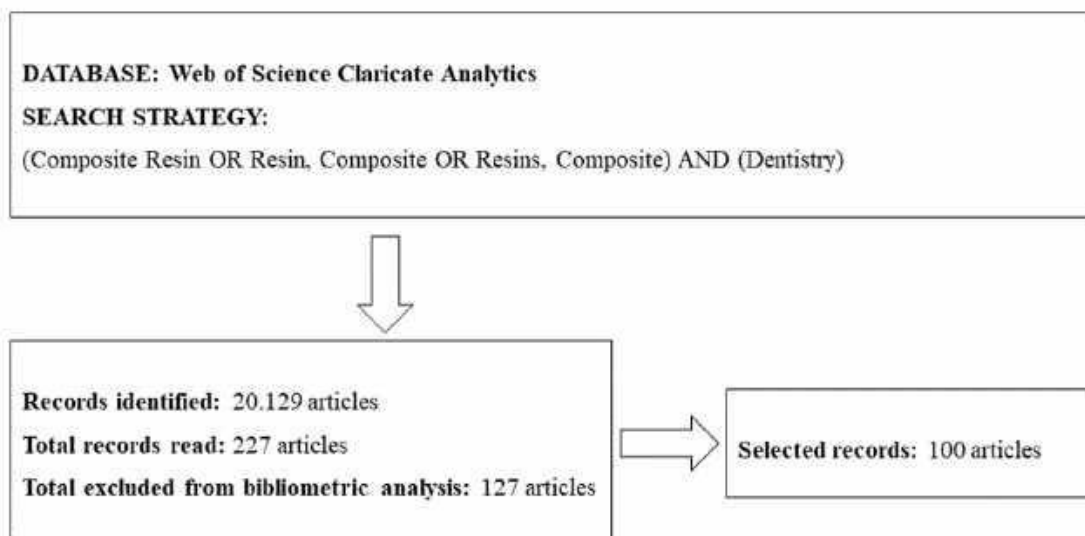 DATABASE: Web of Science Claricate Analytics
SEARCH STRATEGY:
(Composite Resin OR Resin, Composite OR Resins, Composite) AND (Dentistry)
Records identified: 20.129 articles
Total records read: 227 articles
Total excluded from bibliometric analysis: 127 articles
Selected records: 100 articles